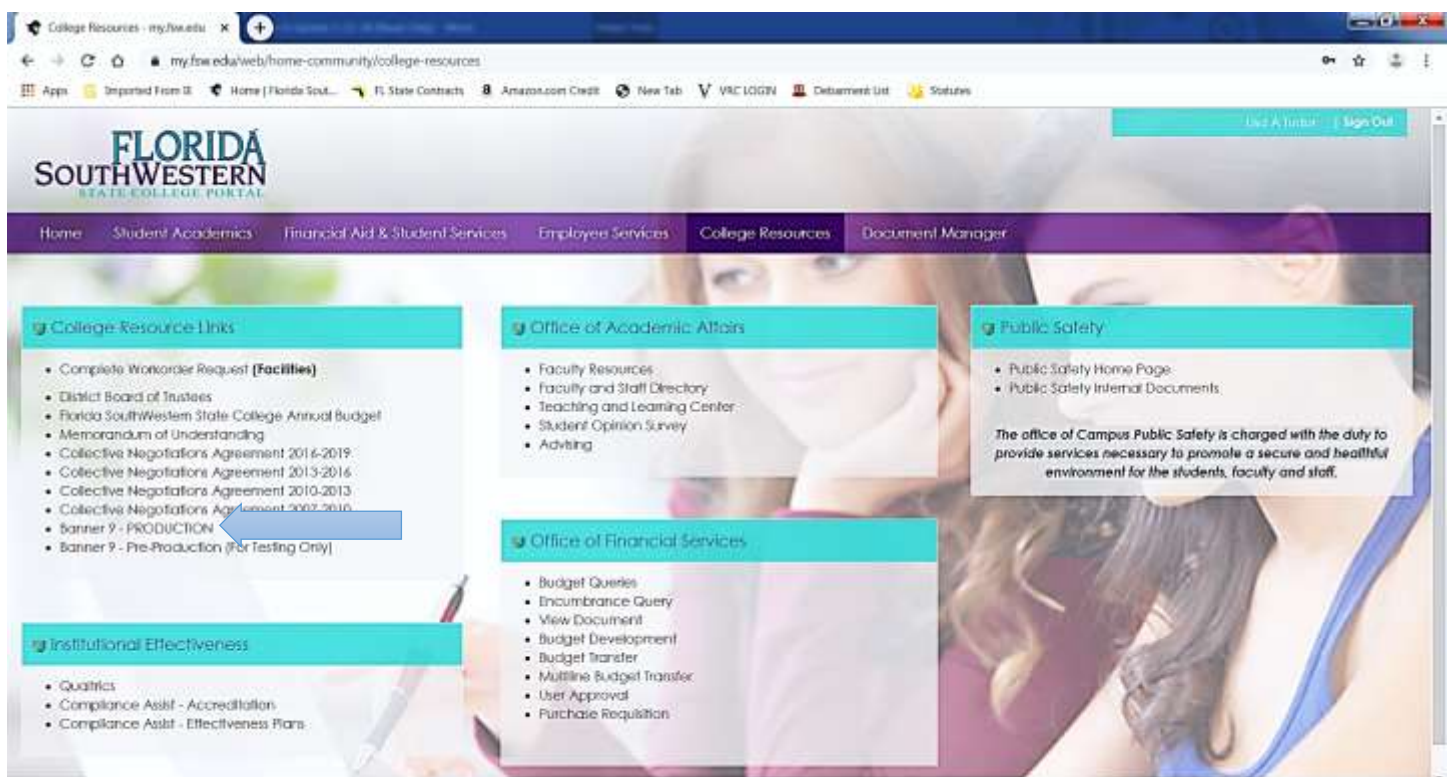 College Resources - my.fsw.edu
my.fsw.edu/web/home-community/college-resources
Apps Imported From IE Home | Florida Sout... FL State Contracts Amazon.com Credit New Tab VRC LOGIN Debarment List Statutes
Sign Out
FLORIDA
SOUTHWESTERN
STATE COLLEGE PORTAL
Home Student Academics Financial Aid & Student Services Employee Services College Resources Document Manager
College Resource Links
• Complete Workorder Request (Facilities)
• District Board of Trustees
• Florida SouthWestern State College Annual Budget
• Memorandum of Understanding
• Collective Negotiations Agreement 2016-2019
• Collective Negotiations Agreement 2013-2016
• Collective Negotiations Agreement 2010-2013
• Collective Negotiations Agreement 2007-2010
• Banner 9 - PRODUCTION
• Banner 9 - Pre-Production (For Testing Only)
Institutional Effectiveness
• Qualtrics
• Compliance Assist - Accreditation
• Compliance Assist - Effectiveness Plans
Office of Academic Affairs
• Faculty Resources
• Faculty and Staff Directory
• Teaching and Learning Center
• Student Opinion Survey
• Advising
Office of Financial Services
• Budget Queries
• Encumbrance Query
• View Document
• Budget Development
• Budget Transfer
• Multiline Budget Transfer
• User Approval
• Purchase Requisition
Public Safety
• Public Safety Home Page
• Public Safety Internal Documents
The office of Campus Public Safety is charged with the duty to
provide services necessary to promote a secure and healthful
environment for the students, faculty and staff.